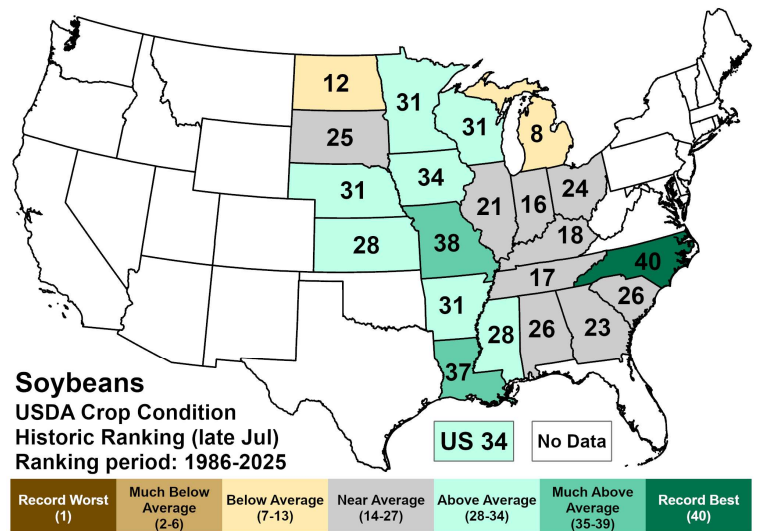 12
31
31
8
25
34
31
21
16
24
28
38
18
17
40
31
26
28
26
23
37
Soybeans
USDA Crop Condition
Historic Ranking (late Jul)
Ranking period: 1986-2025
US 34
No Data
Record Worst
(1)
Much Below
Average
(2-6)
Below Average
(7-13)
Near Average
(14-27)
Above Average
(28-34)
Much Above
Average
(35-39)
Record Best
(40)